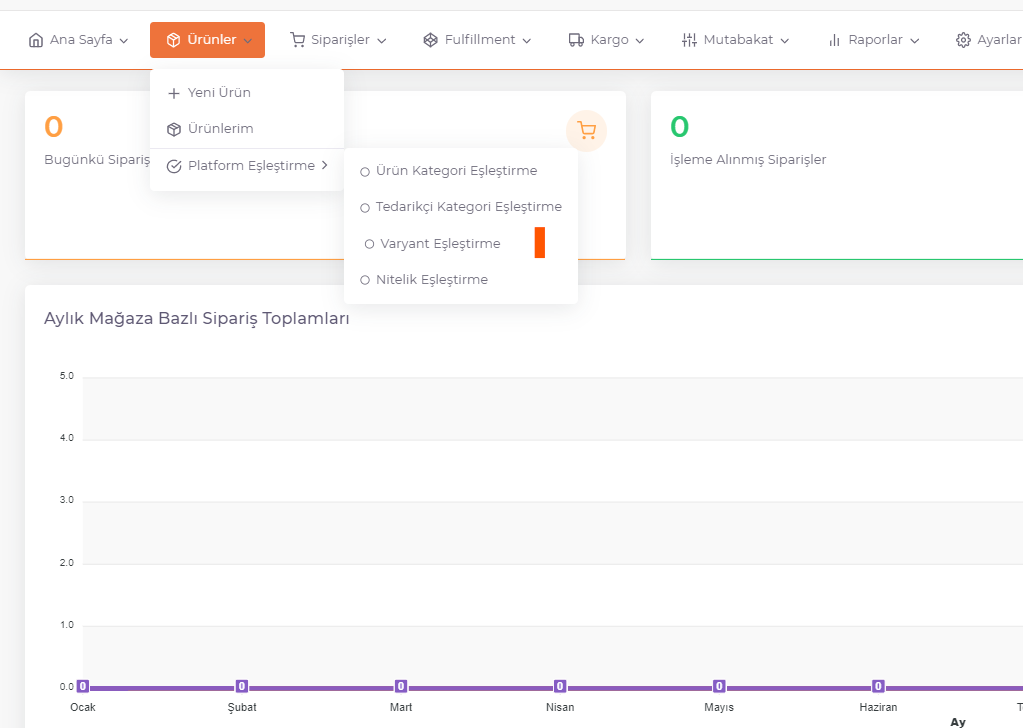 Ana Sayfa
Ürünler
Siparişler
Fulfillment
Kargo
Mutabakat
Raporlar
Ayarlar
Yeni Ürün
Ürünlerim
Platform Eşleştirme
Ürün Kategori Eşleştirme
Tedarikçi Kategori Eşleştirme
Varyant Eşleştirme
Nitelik Eşleştirme
0
Bugünkü Sipariş
0
İşleme Alınmış Siparişler
Aylık Mağaza Bazlı Sipariş Toplamları
5.0
4.0
3.0
2.0
1.0
0.0
0 0 0 0 0 0
Ocak Şubat Mart Nisan Mayıs Haziran
Ay